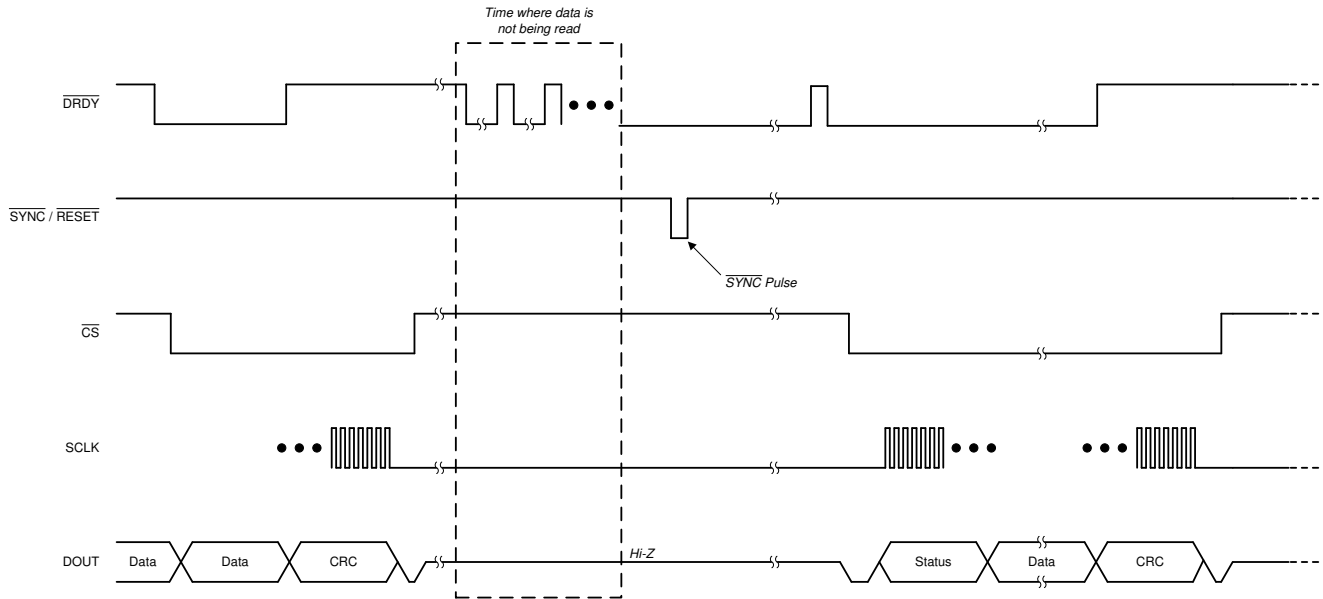 Time where data is
not being read
DRDY
SYNC / RESET
SYNC Pulse
CS
SCLK
DOUT
Data
Data
CRC
Hi-Z
Status
Data
CRC